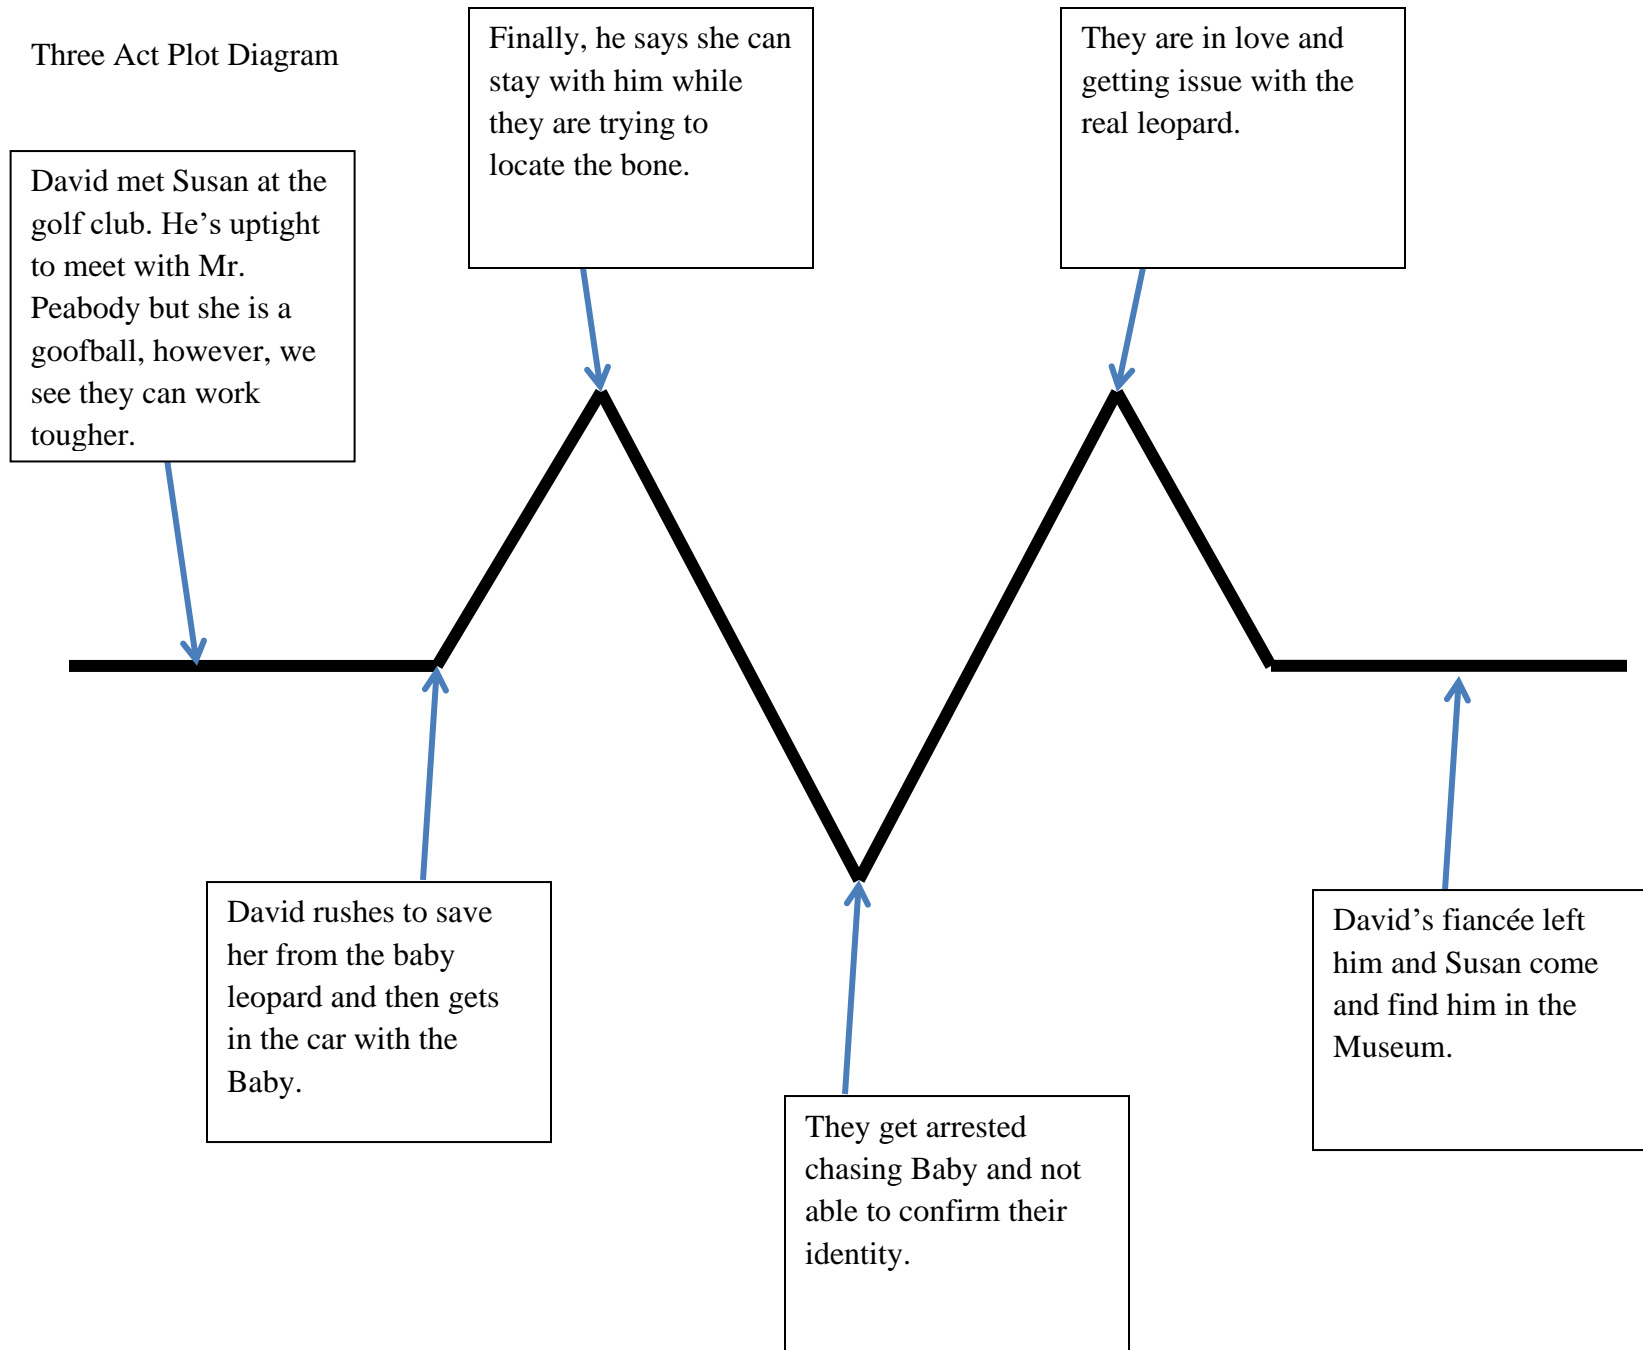 Three Act Plot Diagram
David met Susan at the
golf club. He’s uptight
to meet with Mr.
Peabody but she is a
goofball, however, we
see they can work
tougher.
Finally, he says she can
stay with him while
they are trying to
locate the bone.
They are in love and
getting issue with the
real leopard.
David rushes to save
her from the baby
leopard and then gets
in the car with the
Baby.
They get arrested
chasing Baby and not
able to confirm their
identity.
David’s fiancée left
him and Susan come
and find him in the
Museum.